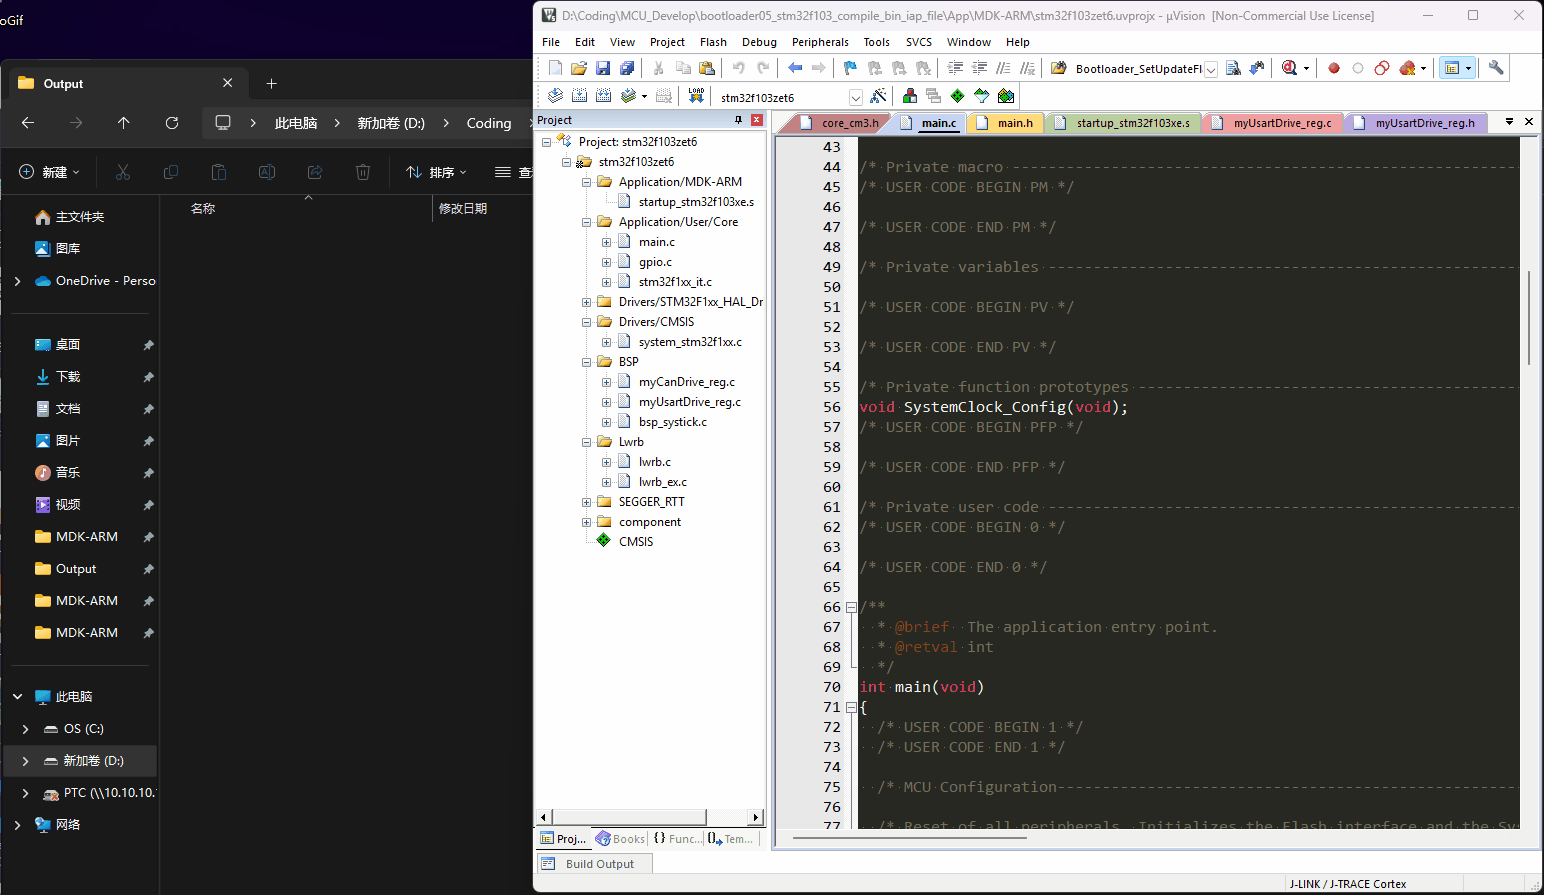 oGif
Output
此电脑
新加卷 (D:)
Coding
新建
排序
名称
修改日期
主文件夹
图库
OneDrive - Perso
桌面
下载
文档
图片
音乐
视频
MDK-ARM
Output
MDK-ARM
MDK-ARM
此电脑
OS (C:)
新加卷 (D:)
PTC (\\10.10.10.
网络
D:\Coding\MCU_Develop\bootloader05_stm32f103_compile_bin_iap_file\App\MDK-ARM\stm32f103zet6.uvprojx - µVision [Non-Commercial Use License]
File Edit View Project Flash Debug Peripherals Tools SVCS Window Help
Bootloader_SetUpdateFl
LOAD
stm32f103zet6
Project
Project: stm32f103zet6
stm32f103zet6
Application/MDK-ARM
startup_stm32f103xe.s
Application/User/Core
main.c
gpio.c
stm32f1xx_it.c
Drivers/STM32F1xx_HAL_Dr
Drivers/CMSIS
system_stm32f1xx.c
BSP
myCanDrive_reg.c
myUsartDrive_reg.c
bsp_systick.c
Lwrb
lwrb.c
lwrb_ex.c
SEGGER_RTT
component
CMSIS
Proj... Books {} Func... Tem...
Build Output
core_cm3.h main.c main.h startup_stm32f103xe.s myUsartDrive_reg.c myUsartDrive_reg.h
43
44 /* Private macro ------------------------------------------------------
45 /* USER CODE BEGIN PM */
46
47 /* USER CODE END PM */
48
49 /* Private variables --------------------------------------------------
50
51 /* USER CODE BEGIN PV */
52
53 /* USER CODE END PV */
54
55 /* Private function prototypes ----------------------------------------
56 void SystemClock_Config(void);
57 /* USER CODE BEGIN PFP */
58
59 /* USER CODE END PFP */
60
61 /* Private user code --------------------------------------------------
62 /* USER CODE BEGIN 0 */
63
64 /* USER CODE END 0 */
65
66 /**
67 * @brief The application entry point.
68 * @retval int
69 */
70 int main(void)
71 {
72 /* USER CODE BEGIN 1 */
73 /* USER CODE END 1 */
74
75 /* MCU Configuration---------------------------------------------------
76
77 /* Reset of all peripherals, Initializes the Flash interface and the Sy
J-LINK / J-TRACE Cortex